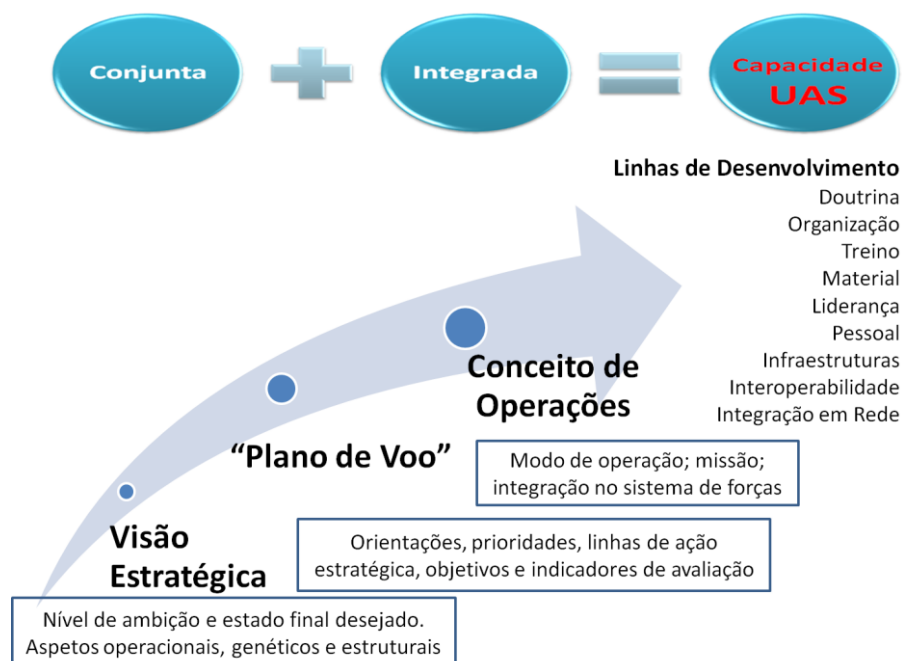 Conjunta
Integrada
Capacidade
UAS
Linhas de Desenvolvimento
Doutrina
Organização
Treino
Material
Liderança
Pessoal
Infraestruturas
Interoperabilidade
Integração em Rede
Conceito de
Operações
Modo de operação; missão;
integração no sistema de forças
“Plano de Voo”
Orientações, prioridades, linhas de ação
estratégica, objetivos e indicadores de avaliação
Visão
Estratégica
Nível de ambição e estado final desejado.
Aspetos operacionais, genéticos e estruturais